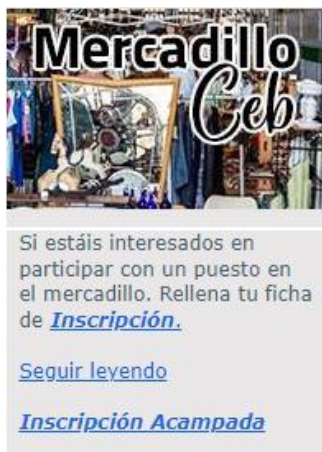 Mercadillo
Ceb
Si estáis interesados en
participar con un puesto en
el mercadillo. Rellena tu ficha
de Inscripción.
Seguir leyendo
Inscripción Acampada